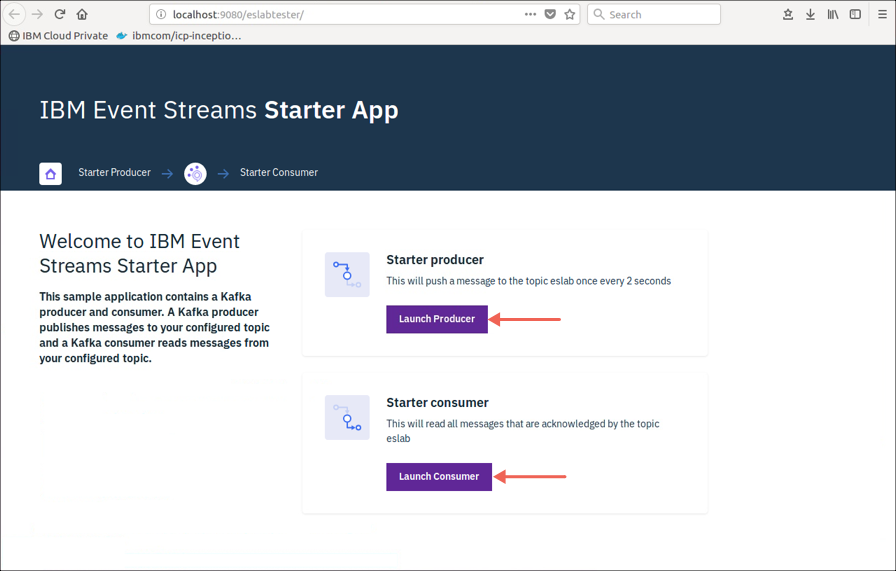 localhost:9080/eslabtester/
Search
IBM Cloud Private
ibmcom/icp-inceptio…
IBM Event Streams Starter App
Starter Producer
Starter Consumer
Welcome to IBM Event
Streams Starter App
This sample application contains a Kafka
producer and consumer. A Kafka producer
publishes messages to your configured topic
and a Kafka consumer reads messages from
your configured topic.
Starter producer
This will push a message to the topic eslab once every 2 seconds
Launch Producer
Starter consumer
This will read all messages that are acknowledged by the topic
eslab
Launch Consumer